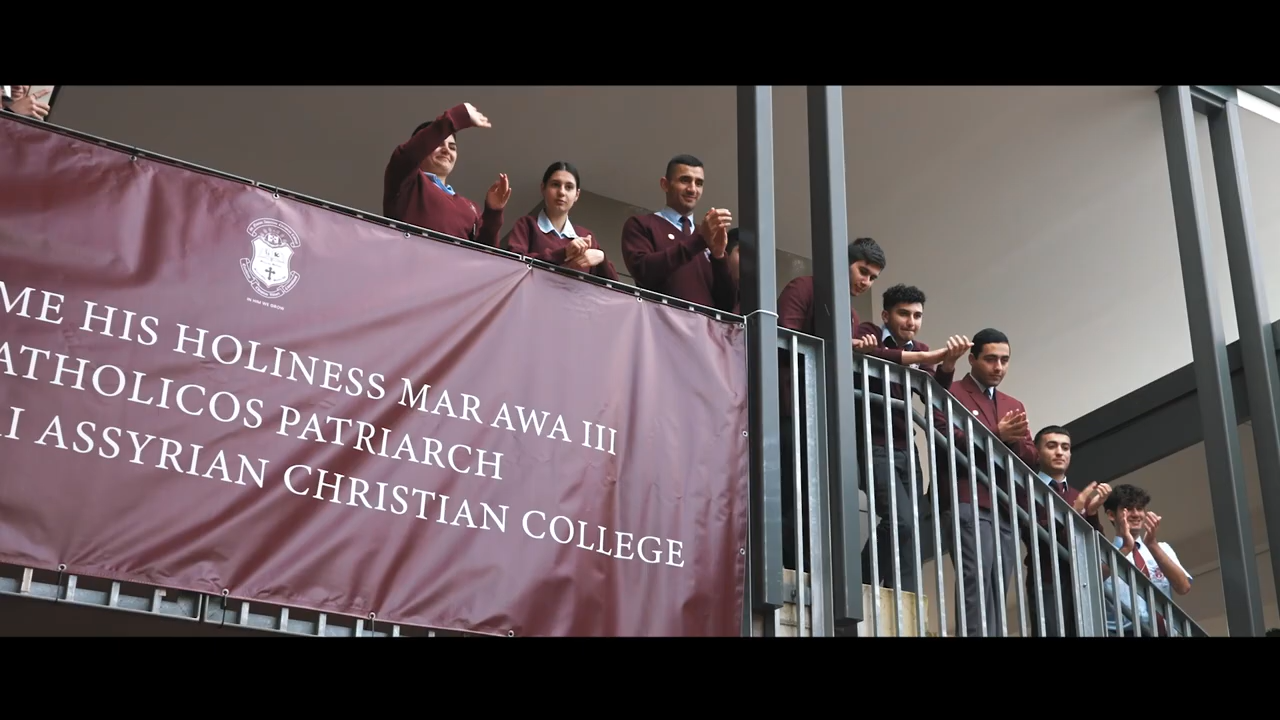 ME HIS HOLINESS MAR AWA III
ATHOLICOS PATRIARCH
I ASSYRIAN CHRISTIAN COLLEGE